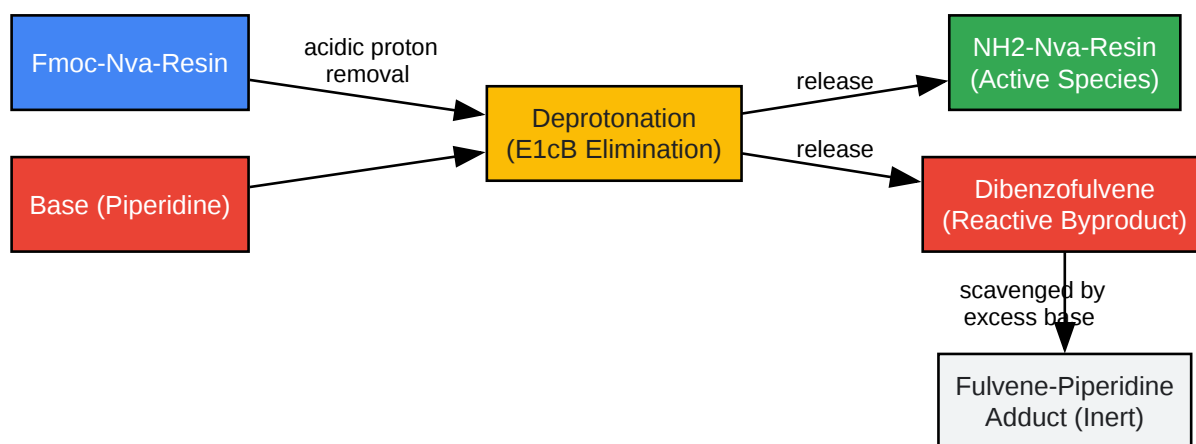 Fmoc-Nva-Resin
acidic proton
removal
Base (Piperidine)
Deprotonation
(E1cB Elimination)
release
release
NH2-Nva-Resin
(Active Species)
Dibenzofulvene
(Reactive Byproduct)
scavenged by
excess base
Fulvene-Piperidine
Adduct (Inert)